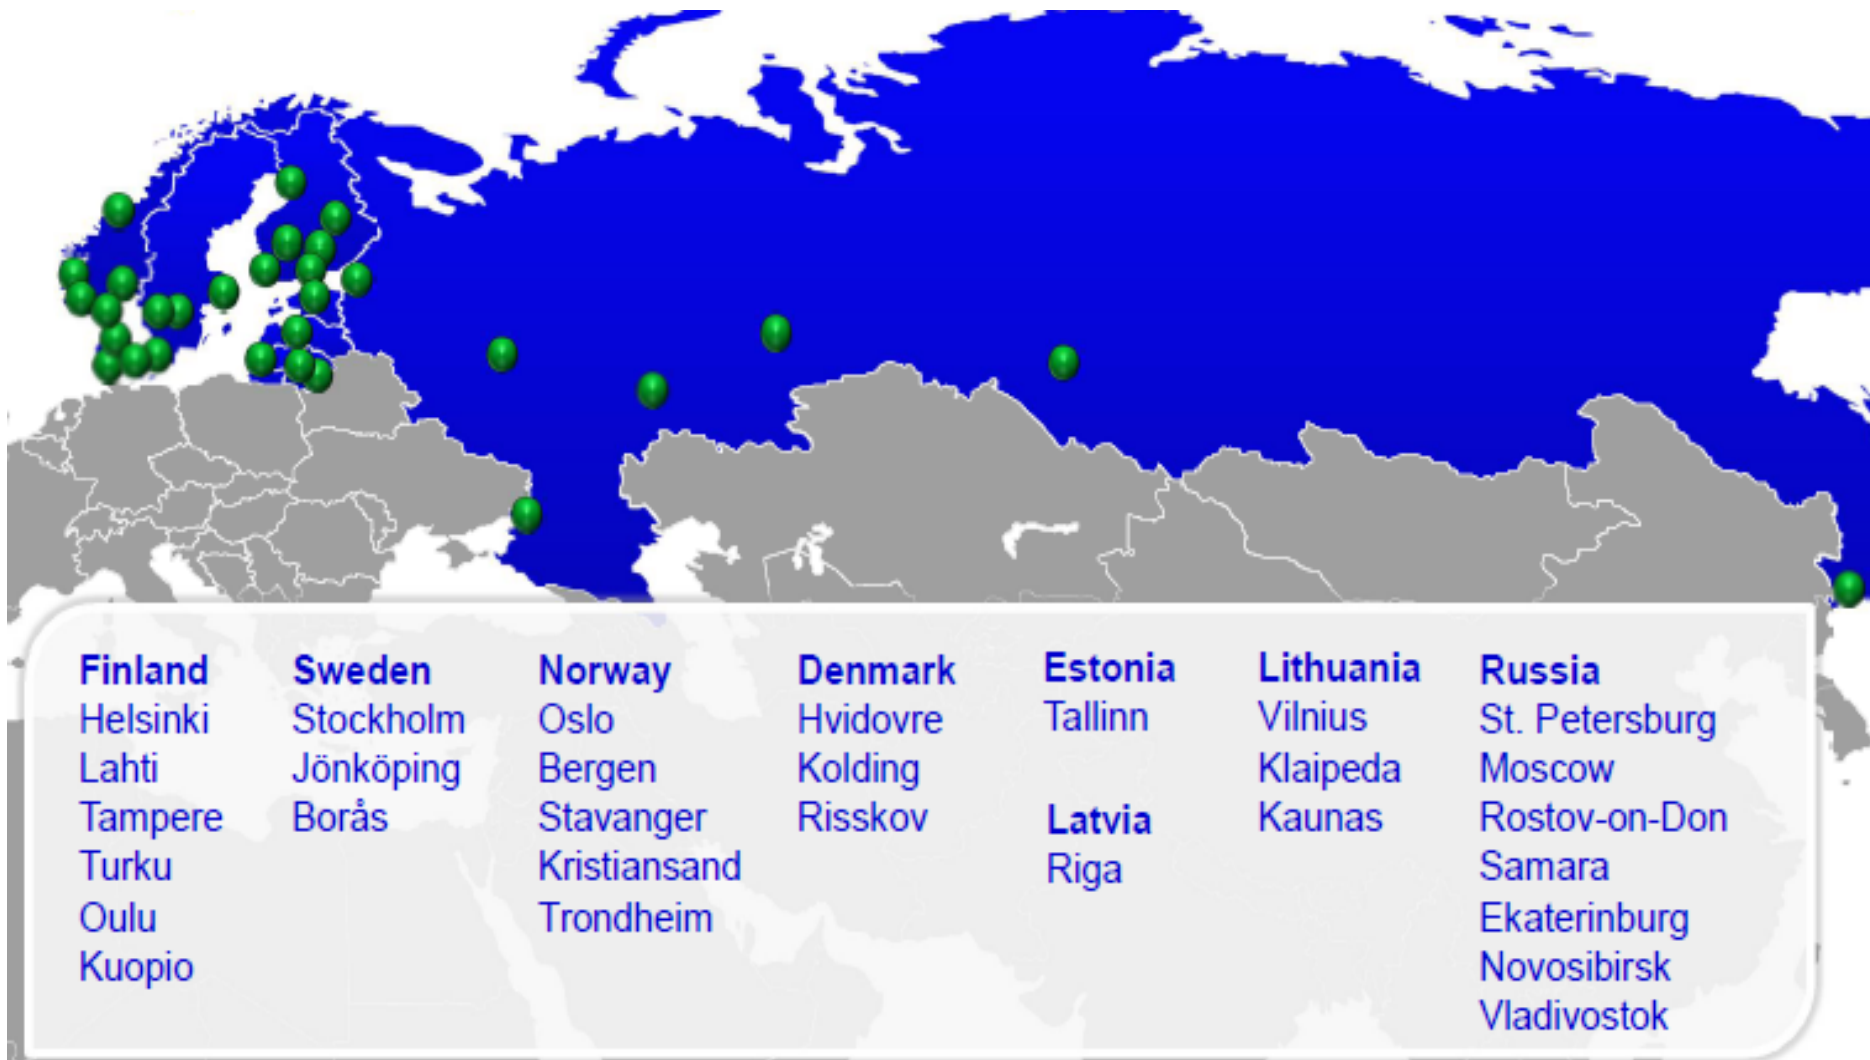 Finland
Helsinki
Lahti
Tampere
Turku
Oulu
Kuopio
Sweden
Stockholm
Jönköping
Borås
Norway
Oslo
Bergen
Stavanger
Kristiansand
Trondheim
Denmark
Hvidovre
Kolding
Risskov
Estonia
Tallinn
Latvia
Riga
Lithuania
Vilnius
Klaipeda
Kaunas
Russia
St. Petersburg
Moscow
Rostov-on-Don
Samara
Ekaterinburg
Novosibirsk
Vladivostok